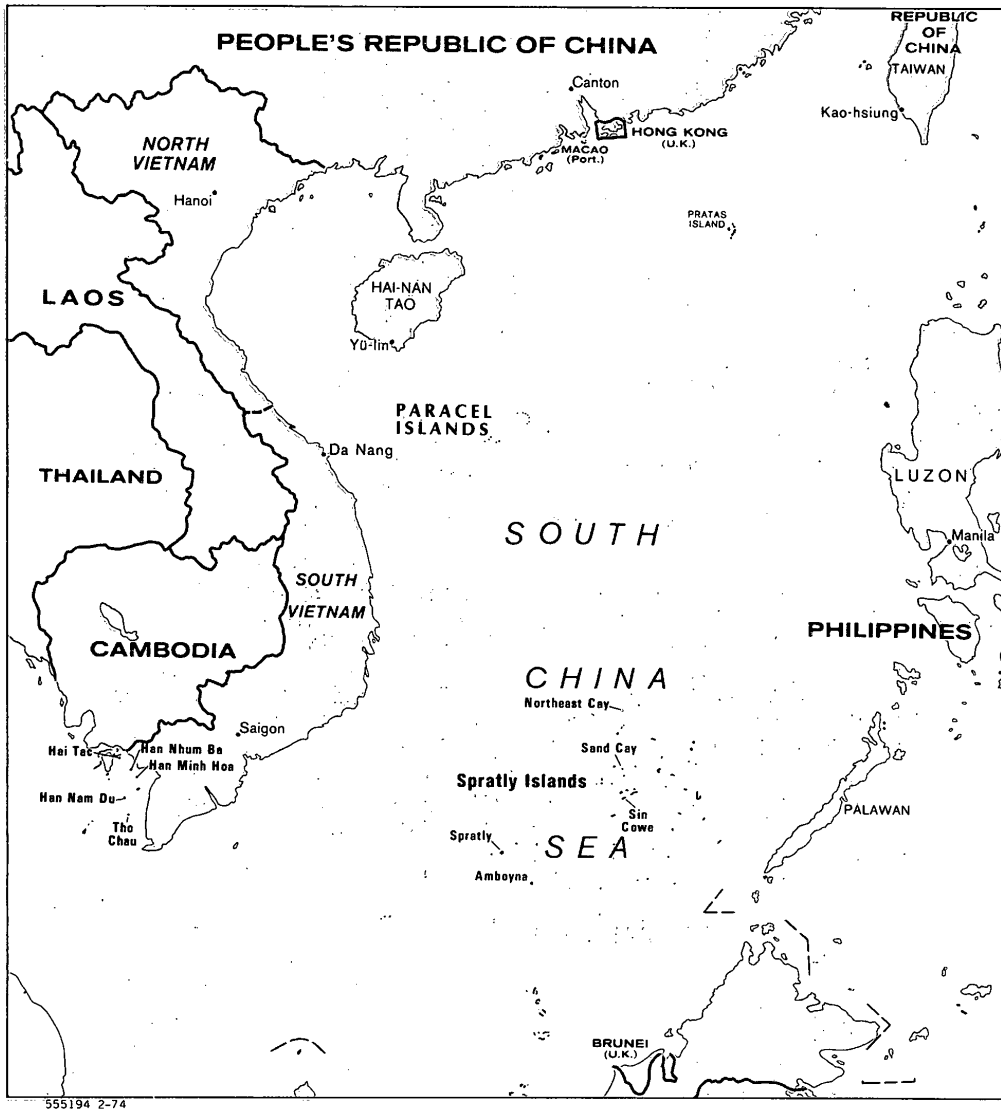 PEOPLE'S REPUBLIC OF CHINA
REPUBLIC
OF
CHINA
TAIWAN
Canton
Kao-hsiung
HONG KONG
(U.K.)
MACAO
(Port.)
NORTH
VIETNAM
Hanoi
PRATAS
ISLAND
LAOS
HAI-NAN
TAO
Yü-lin
PARACEL
ISLANDS
Da Nang
THAILAND
LUZON
SOUTH
Manila
SOUTH
VIETNAM
PHILIPPINES
CAMBODIA
CHINA
Northeast Cay
Saigon
Hai Tac
Han Nhum Ba
Han Minh Hoa
Sand Cay
Spratly Islands
Han Nam Du
Tho
Chau
Sin
Cowe
PALAWAN
Spratly
SEA
Amboyna
BRUNEI
(U.K.)
555194 2-74